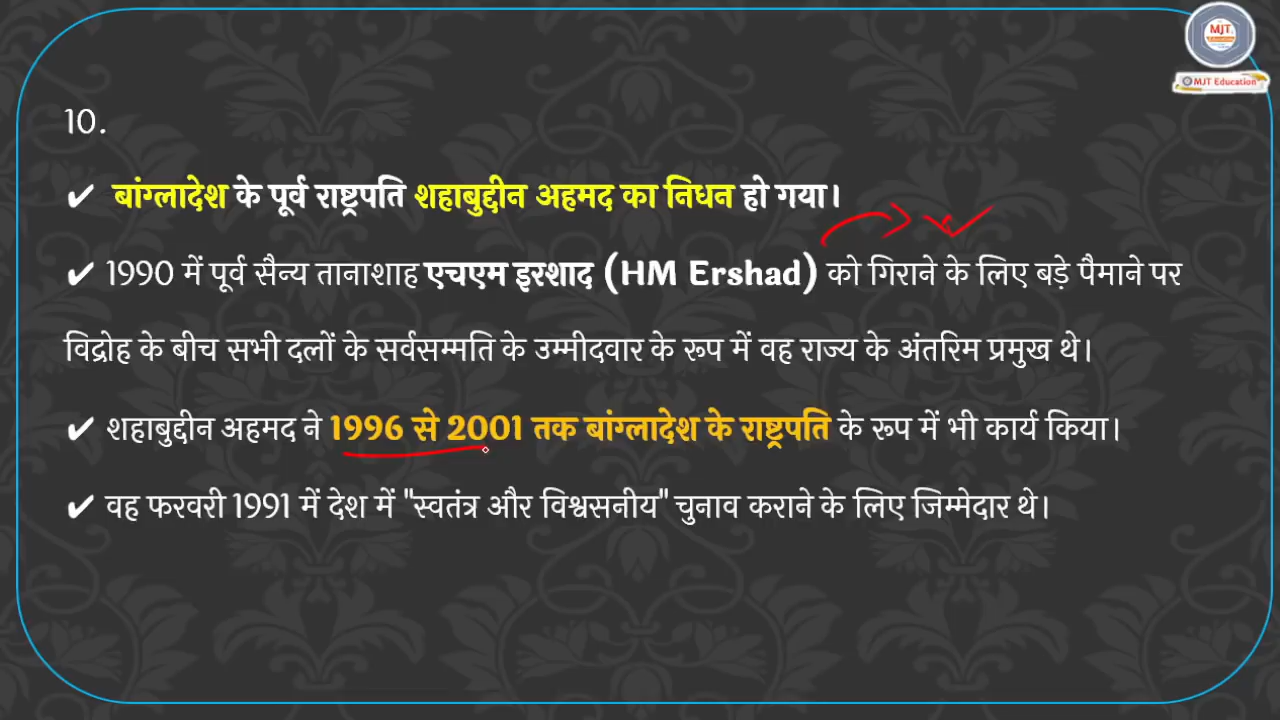 MJT
Education
MJT Education
10.
✔ बांग्लादेश के पूर्व राष्ट्रपति शहाबुद्दीन अहमद का निधन हो गया।
✔ 1990 में पूर्व सैन्य तानाशाह एचएम इरशाद (HM Ershad) को गिराने के लिए बड़े पैमाने पर
विद्रोह के बीच सभी दलों के सर्वसम्मति के उम्मीदवार के रूप में वह राज्य के अंतरिम प्रमुख थे।
✔ शहाबुद्दीन अहमद ने 1996 से 2001 तक बांग्लादेश के राष्ट्रपति के रूप में भी कार्य किया।
✔ वह फरवरी 1991 में देश में "स्वतंत्र और विश्वसनीय" चुनाव कराने के लिए जिम्मेदार थे।